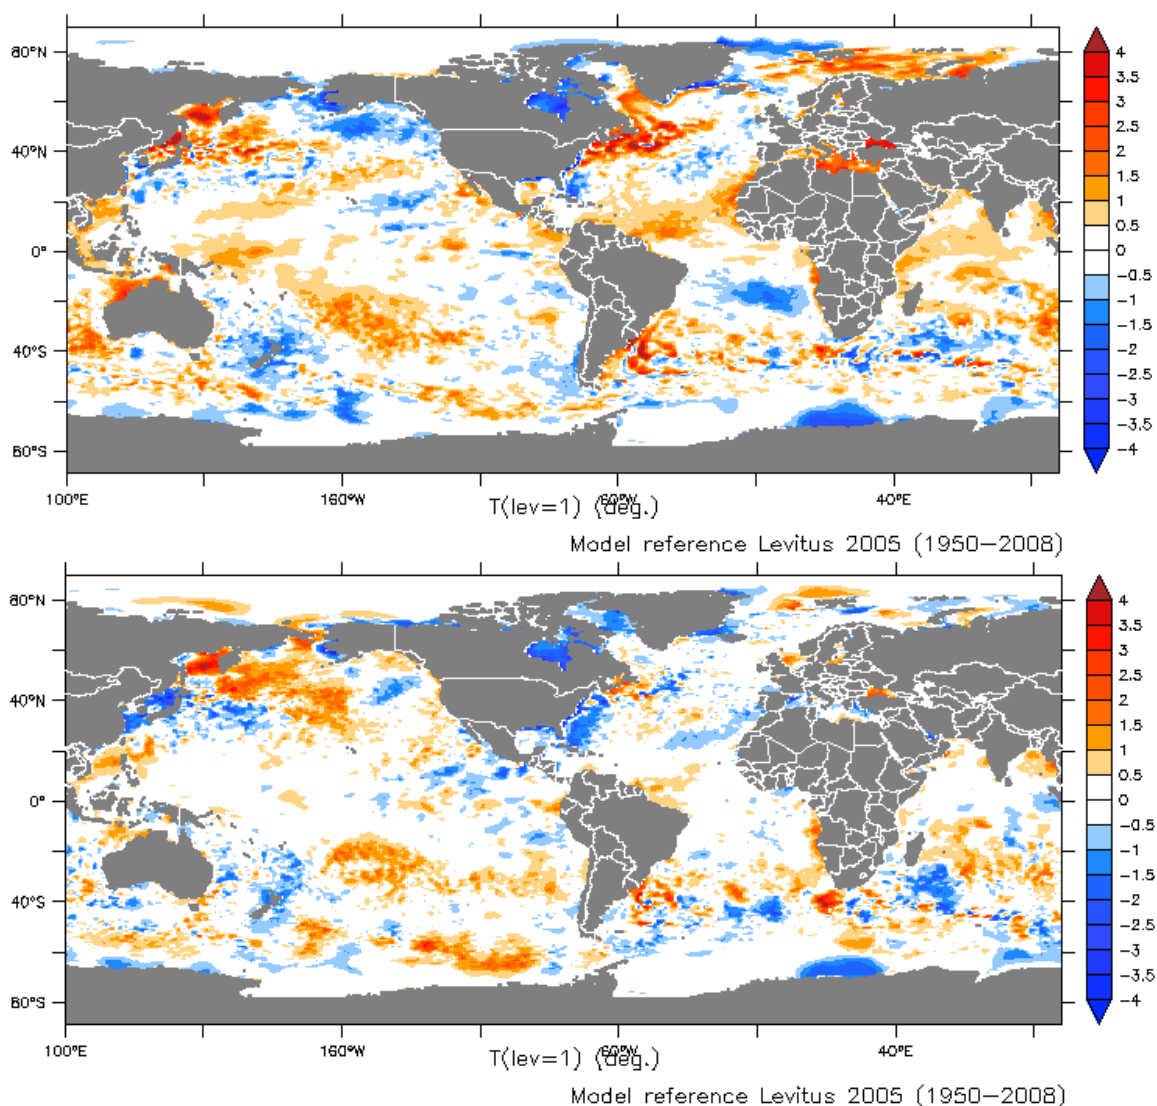 80°N
40°N
0°
40°S
80°S
100°E
160°W
60°W
40°E
T(lev=1) (deg.)
Model reference Levitus 2005 (1950−2008)
4
3.5
3
2.5
2
1.5
1
0.5
0
−0.5
−1
−1.5
−2
−2.5
−3
−3.5
−4
80°N
40°N
0°
40°S
80°S
100°E
160°W
60°W
40°E
T(lev=1) (deg.)
Model reference Levitus 2005 (1950−2008)
4
3.5
3
2.5
2
1.5
1
0.5
0
−0.5
−1
−1.5
−2
−2.5
−3
−3.5
−4